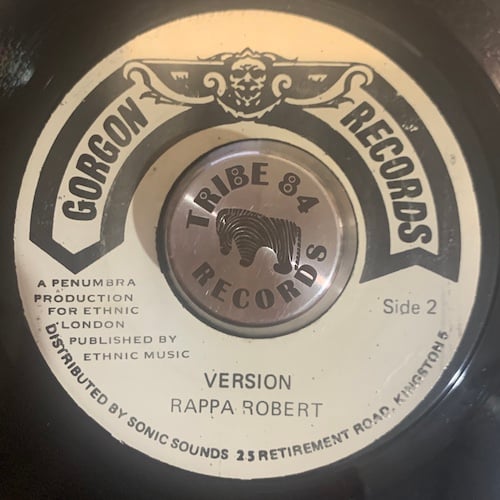 GORGON RECORDS
TRIBE 84
RECORDS
A PENUMBRA
PRODUCTION
FOR ETHNIC
LONDON
PUBLISHED BY
ETHNIC MUSIC
Side 2
VERSION
RAPPA ROBERT
DISTRIBUTED BY SONIC SOUNDS 25 RETIREMENT ROAD, KINGSTON 5